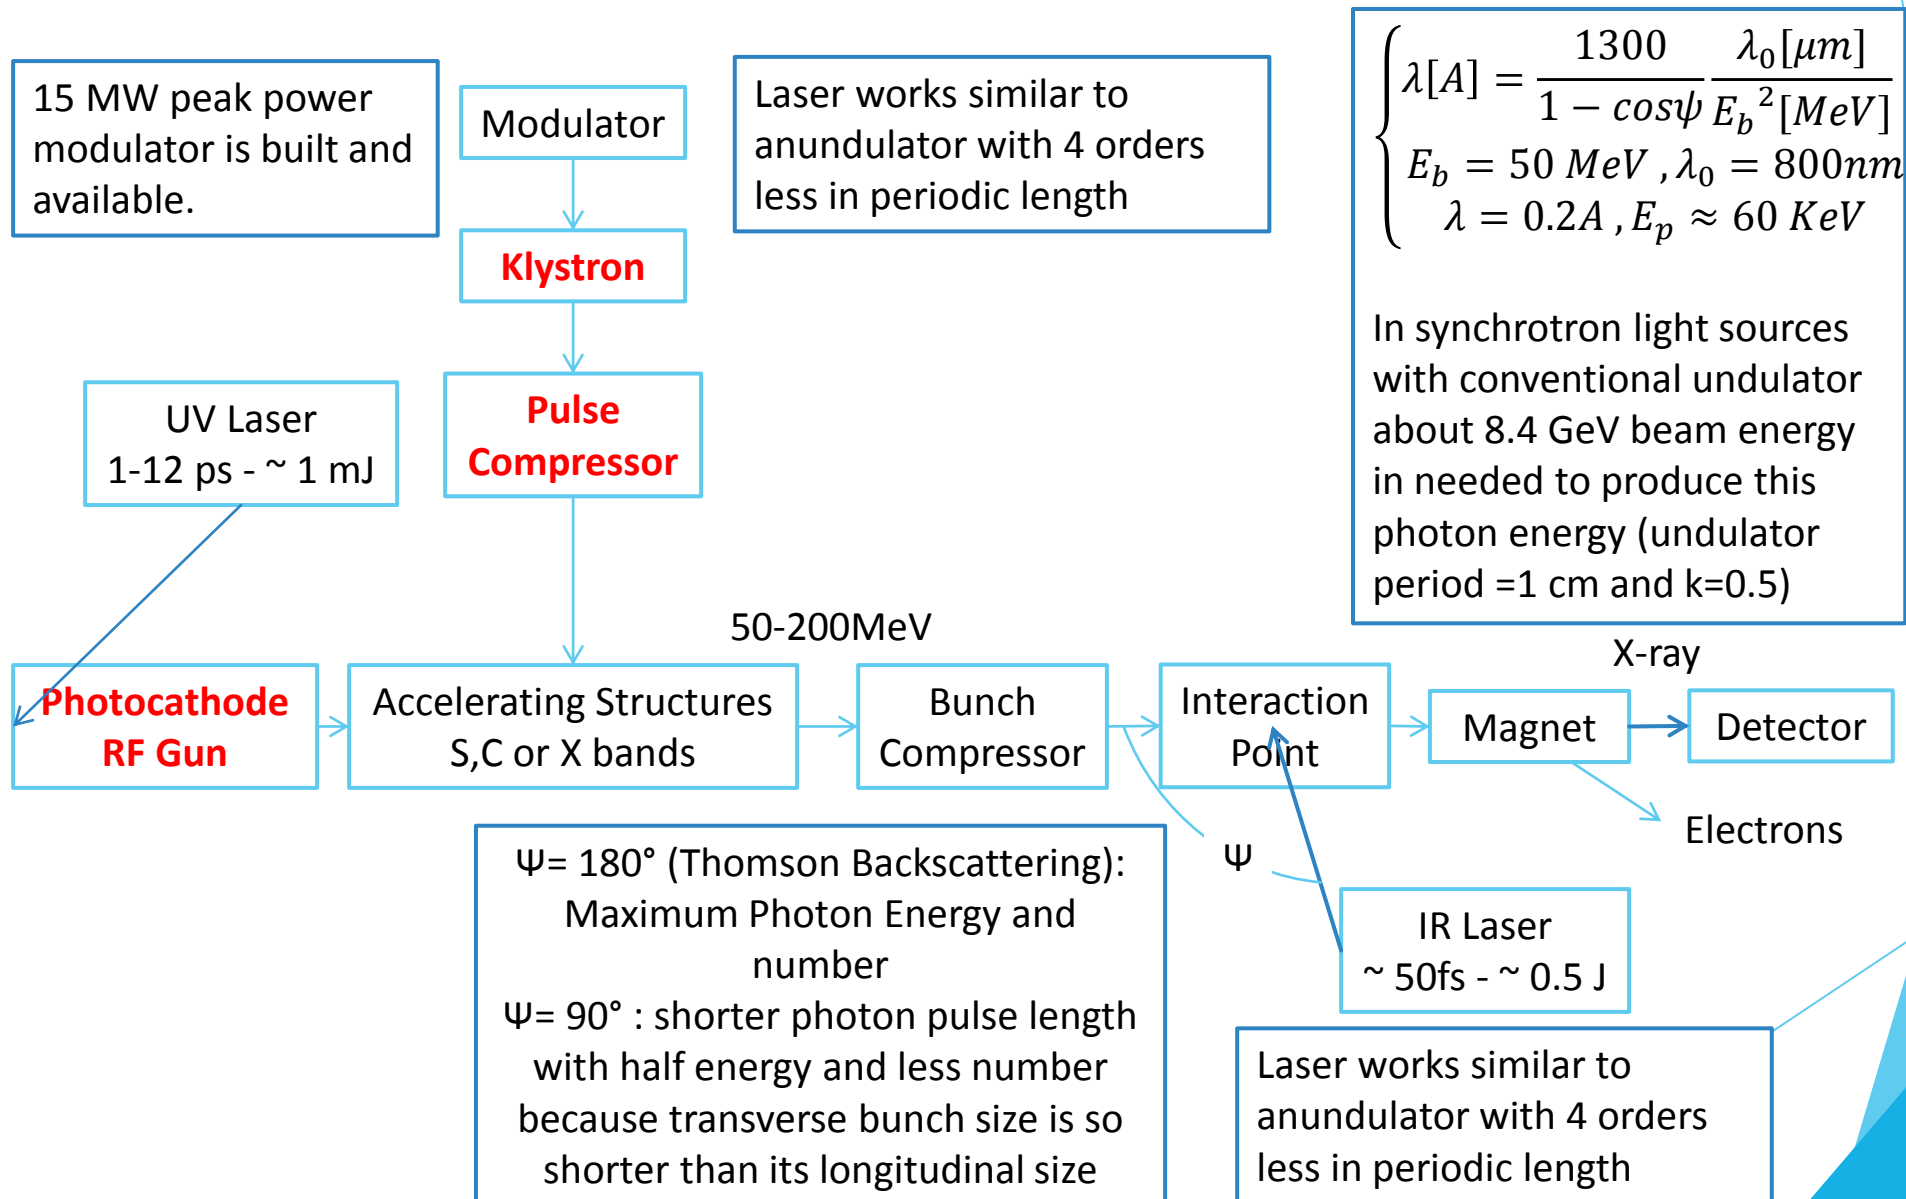 15 MW peak power
modulator is built and
available.
Modulator
Laser works similar to
anundulator with 4 orders
less in periodic length
λ[A] = 1300 / (1 − cosψ) λ₀[μm] / E_b²[MeV]
E_b = 50 MeV , λ₀ = 800nm
λ = 0.2A , E_p ≈ 60 KeV
In synchrotron light sources
with conventional undulator
about 8.4 GeV beam energy
in needed to produce this
photon energy (undulator
period =1 cm and k=0.5)
Klystron
Pulse
Compressor
UV Laser
1-12 ps - ~ 1 mJ
50-200MeV
X-ray
Photocathode
RF Gun
Accelerating Structures
S,C or X bands
Bunch
Compressor
Interaction
Point
Magnet
Detector
Electrons
Ψ
Ψ= 180° (Thomson Backscattering):
Maximum Photon Energy and
number
Ψ= 90° : shorter photon pulse length
with half energy and less number
because transverse bunch size is so
shorter than its longitudinal size
IR Laser
~ 50fs - ~ 0.5 J
Laser works similar to
anundulator with 4 orders
less in periodic length